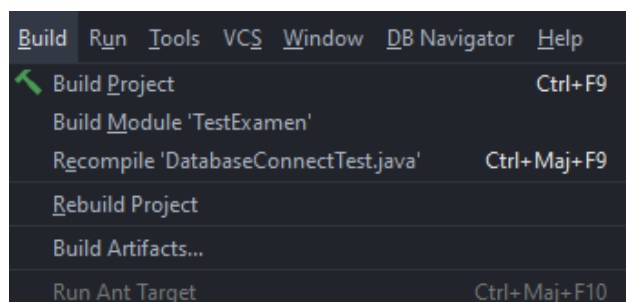 Build Run Tools VCS Window DB Navigator Help
Build Project Ctrl+F9
Build Module 'TestExamen'
Recompile 'DatabaseConnectTest.java' Ctrl+Maj+F9
Rebuild Project
Build Artifacts...
Run Ant Target Ctrl+Maj+F10